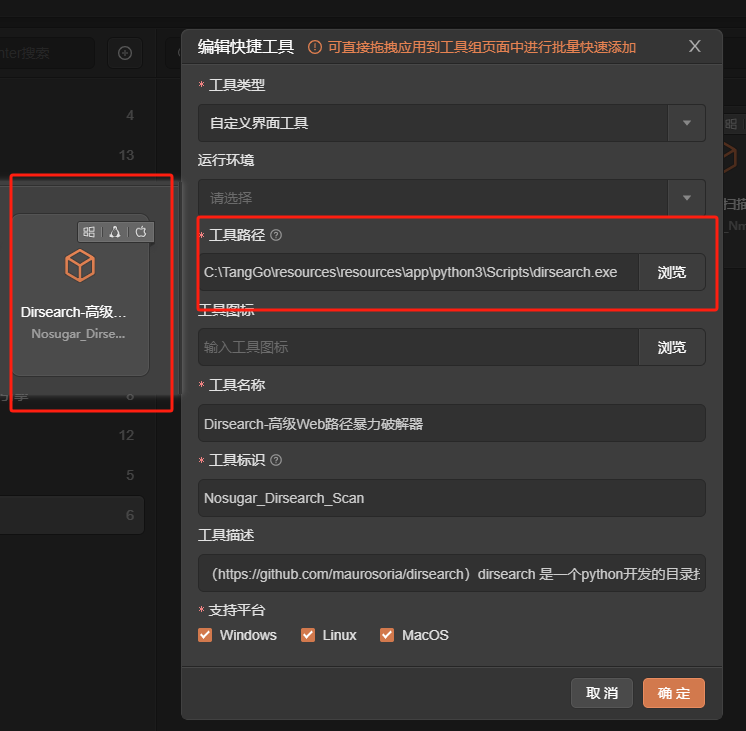 编辑快捷工具
可直接拖拽应用到工具组页面中进行批量快速添加
* 工具类型
自定义界面工具
运行环境
请选择
* 工具路径
C:\TangGo\resources\resources\app\python3\Scripts\dirsearch.exe
浏览
工具图标
输入工具图标
浏览
* 工具名称
Dirsearch-高级Web路径暴力破解器
* 工具标识
Nosugar_Dirsearch_Scan
工具描述
（https://github.com/maurosoria/dirsearch）dirsearch 是一个python开发的目录
* 支持平台
Windows
Linux
MacOS
取 消
确 定
nter搜索
4
13
Dirsearch-高级...
Nosugar_Dirse...
8
12
5
6
扫描
_Nm